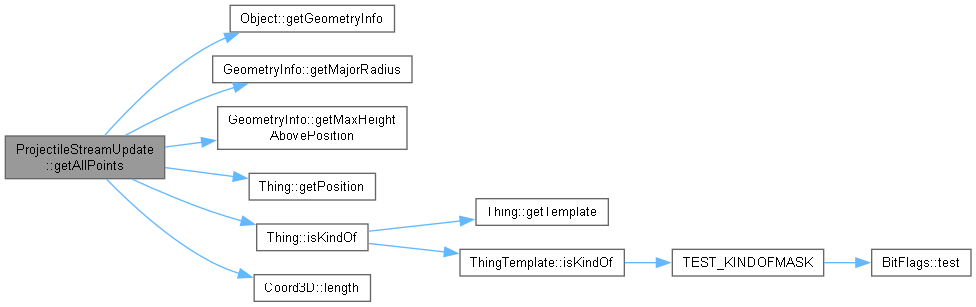 Object::getGeometryInfo
GeometryInfo::getMajorRadius
GeometryInfo::getMaxHeight
AbovePosition
ProjectileStreamUpdate
::getAllPoints
Thing::getPosition
Thing::getTemplate
Thing::isKindOf
ThingTemplate::isKindOf
TEST_KINDOFMASK
BitFlags::test
Coord3D::length